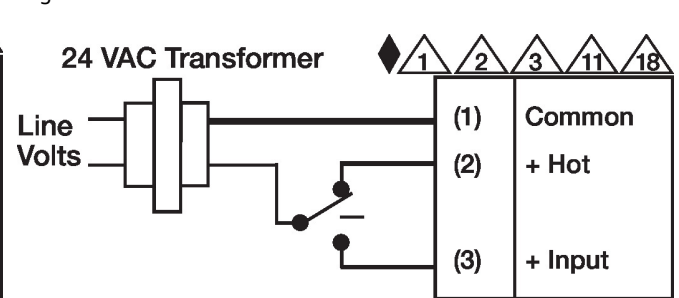 24 VAC Transformer
1 2 3 11 18
Line
Volts
(1) Common
(2) + Hot
(3) + Input